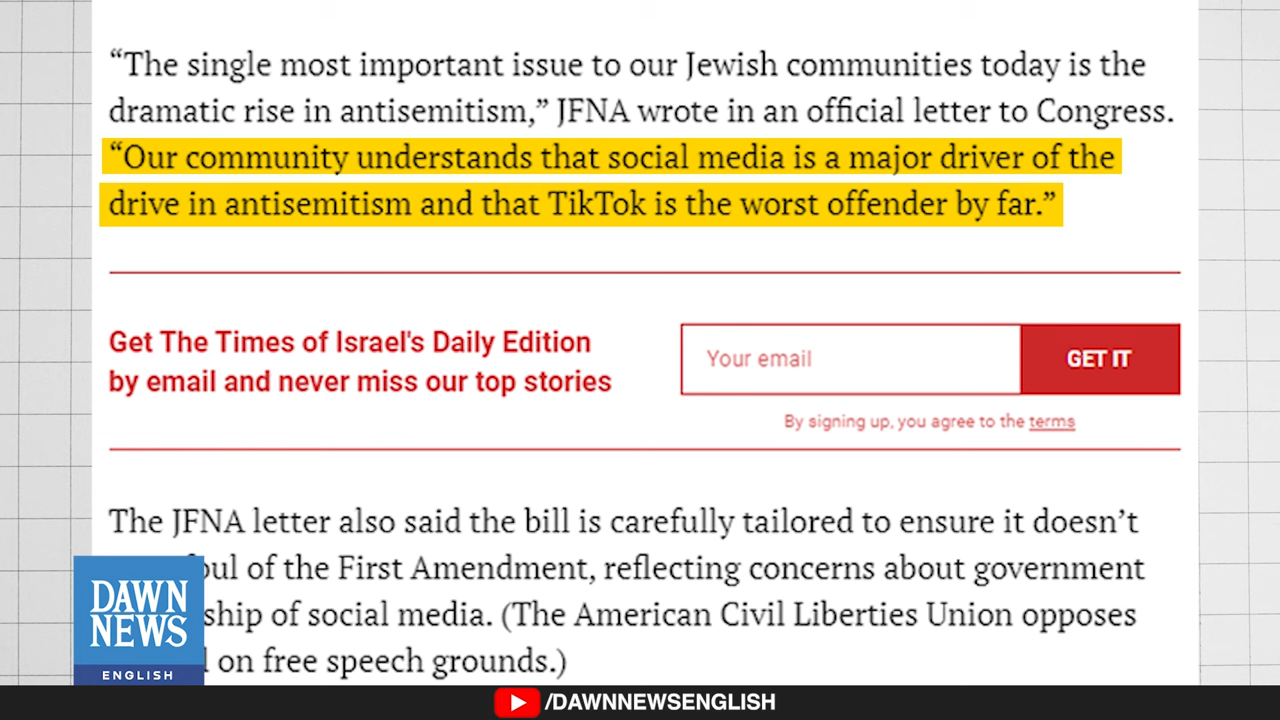 “The single most important issue to our Jewish communities today is the
dramatic rise in antisemitism,” JFNA wrote in an official letter to Congress.
“Our community understands that social media is a major driver of the
drive in antisemitism and that TikTok is the worst offender by far.”
Get The Times of Israel's Daily Edition
by email and never miss our top stories
Your email
GET IT
By signing up, you agree to the terms
The JFNA letter also said the bill is carefully tailored to ensure it doesn’t
of the First Amendment, reflecting concerns about government
of social media. (The American Civil Liberties Union opposes
on free speech grounds.)
DAWN
NEWS
ENGLISH
/DAWNNEWSENGLISH